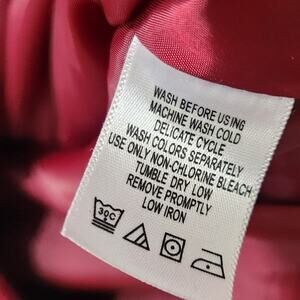 WASH BEFORE USING
MACHINE WASH COLD
DELICATE CYCLE
WASH COLORS SEPARATELY
USE ONLY NON-CHLORINE BLEACH
TUMBLE DRY LOW
REMOVE PROMPTLY
LOW IRON
30C